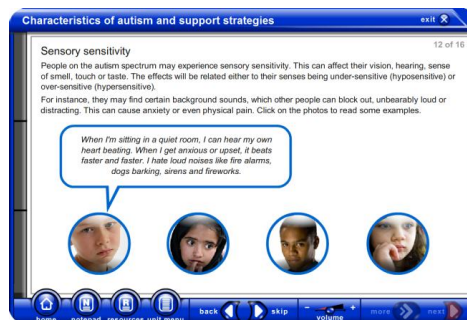 Characteristics of autism and support strategies
exit
12 of 16
Sensory sensitivity
People on the autism spectrum may experience sensory sensitivity. This can affect their vision, hearing, sense
of smell, touch or taste. The effects will be related either to their senses being under-sensitive (hyposensitive) or
over-sensitive (hypersensitive).
For instance, they may find certain background sounds, which other people can block out, unbearably loud or
distracting. This can cause anxiety or even physical pain. Click on the photos to read some examples.
When I'm sitting in a quiet room, I can hear my own
heart beating. When I get anxious or upset, it beats
faster and faster. I hate loud noises like fire alarms,
dogs barking, sirens and fireworks.
home notepad resources unit menu back skip - + volume more next